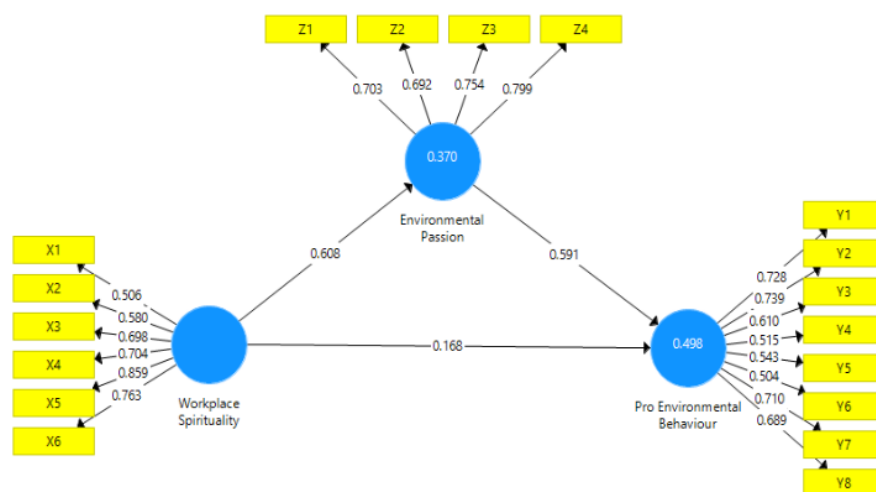 Z1 Z2 Z3 Z4
0.703 0.692 0.754 0.799
0.370
Environmental
Passion
0.608
0.591
X1
X2
X3
X4
X5
X6
0.506
0.580
0.698
0.704
0.859
0.763
Workplace
Spirituality
0.168
0.498
Pro Environmental
Behaviour
0.728
0.739
0.610
0.515
0.543
0.504
0.710
0.689
Y1
Y2
Y3
Y4
Y5
Y6
Y7
Y8